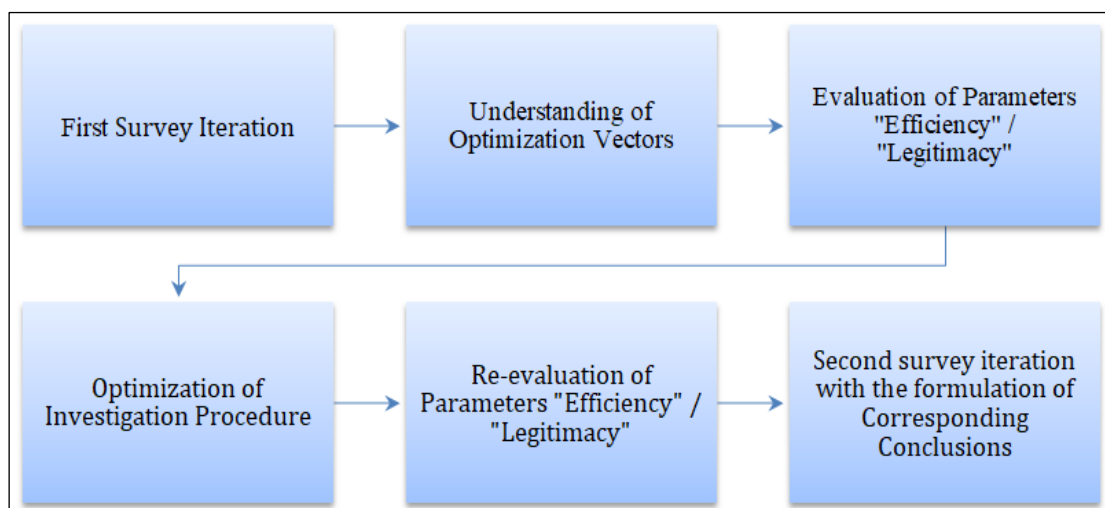 First Survey Iteration
Understanding of
Optimization Vectors
Evaluation of Parameters
"Efficiency" /
"Legitimacy"
Optimization of
Investigation Procedure
Re-evaluation of
Parameters "Efficiency" /
"Legitimacy"
Second survey iteration
with the formulation of
Corresponding
Conclusions